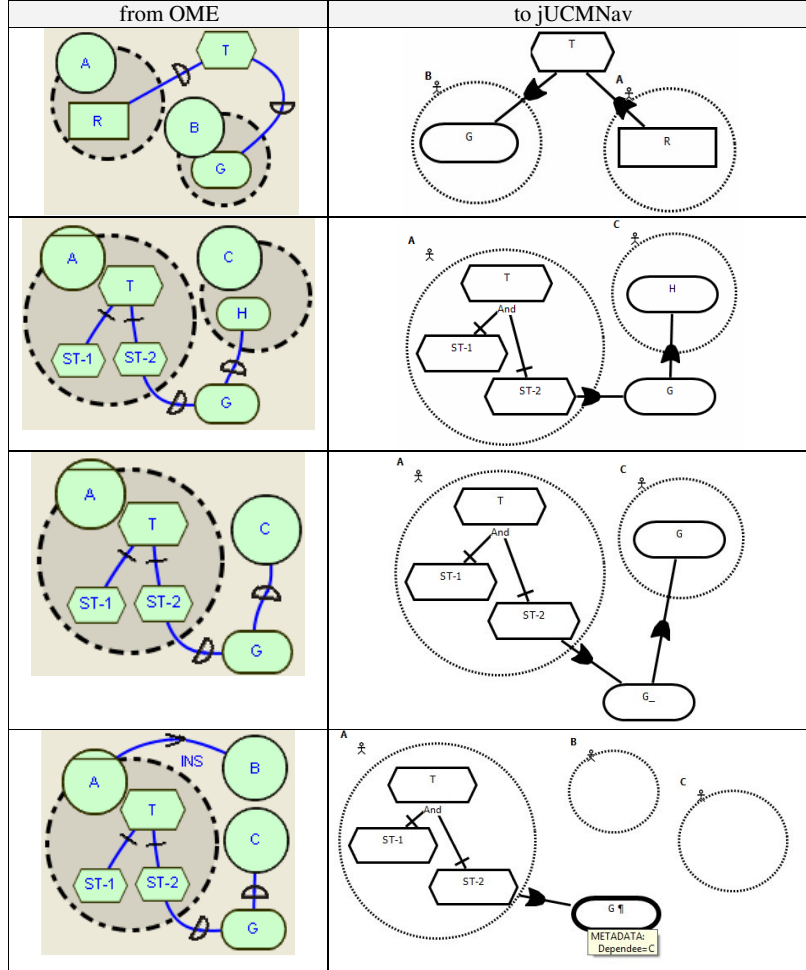 from OME
to jUCMNav
A
T
R
B
G
T
B
A
G
R
A
C
T
H
ST-1
ST-2
G
A
C
T
H
And
ST-1
ST-2
G
A
T
C
ST-1
ST-2
G
A
C
T
G
And
ST-1
ST-2
G_
A
INS
B
T
C
ST-1
ST-2
G
A
B
T
C
And
ST-1
ST-2
G ¶
METADATA:
Dependee=C